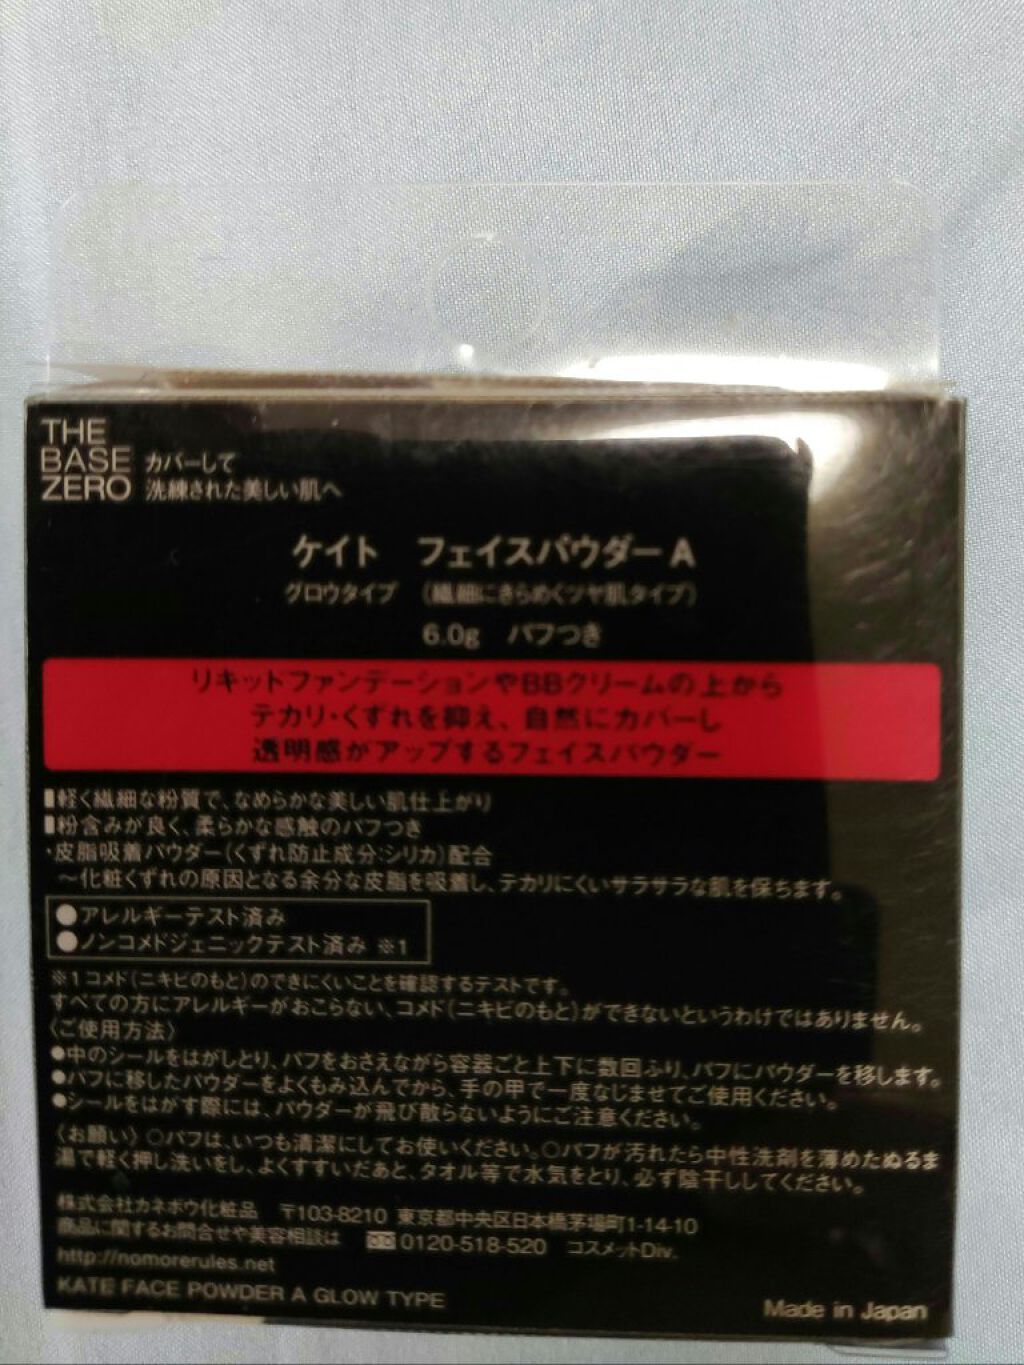 THE
BASE
ZERO
カバーして
洗練された美しい肌へ
ケイト フェイスパウダーA
グロウタイプ (繊細にきらめくツヤ肌タイプ)
6.0g パフつき
リキッドファンデーションやBBクリームの上から
テカリ・くずれを抑え、自然にカバーし
透明感がアップするフェイスパウダー
▮軽く繊細な粉質で、なめらかな美しい肌仕上がり
▮粉含みが良く、柔らかな感触のパフつき
・皮脂吸着パウダー(くずれ防止成分:シリカ)配合
～化粧くずれの原因となる余分な皮脂を吸着し、テカリにくいサラサラな肌を保ちます。
●アレルギーテスト済み
●ノンコメドジェニックテスト済み ※1
※1 コメド(ニキビのもと)のできにくいことを確認するテストです。
すべての方にアレルギーがおこらない、コメド(ニキビのもと)ができないというわけではありません。
〈ご使用方法〉
●中のシールをはがしとり、パフをおさえながら容器ごと上下に数回ふり、パフにパウダーを移します。
●パフに移したパウダーをよくもみ込んでから、手の甲で一度なじませてご使用ください。
●シールをはがす際には、パウダーが飛び散らないようにご注意ください。
〈お願い〉○パフは、いつも清潔にしてお使いください。○パフが汚れたら中性洗剤を薄めたぬるま
湯で軽く押し洗いをし、よくすすいだあと、タオル等で水気をとり、必ず陰干ししてください。
株式会社カネボウ化粧品 〒103-8210 東京都中央区日本橋茅場町1-14-10
商品に関するお問合せや美容相談は 0120-518-520 コスメットDiv.
http://nomorerules.net
KATE FACE POWDER A GLOW TYPE
Made in Japan